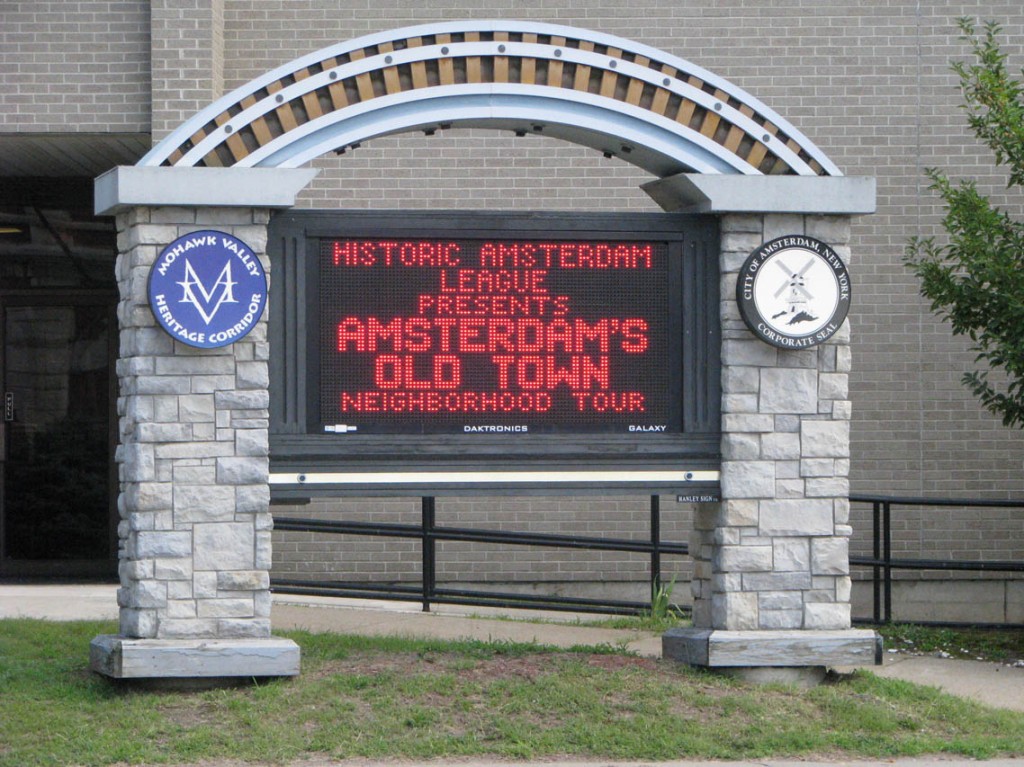 MOHAWK VALLEY
MV
HERITAGE CORRIDOR
HISTORIC AMSTERDAM
LEAGUE
PRESENTS
AMSTERDAM'S
OLD TOWN
NEIGHBORHOOD TOUR
DAKTRONICS
GALAXY
CITY OF AMSTERDAM, NEW YORK
CORPORATE SEAL
HANLEY SIGN